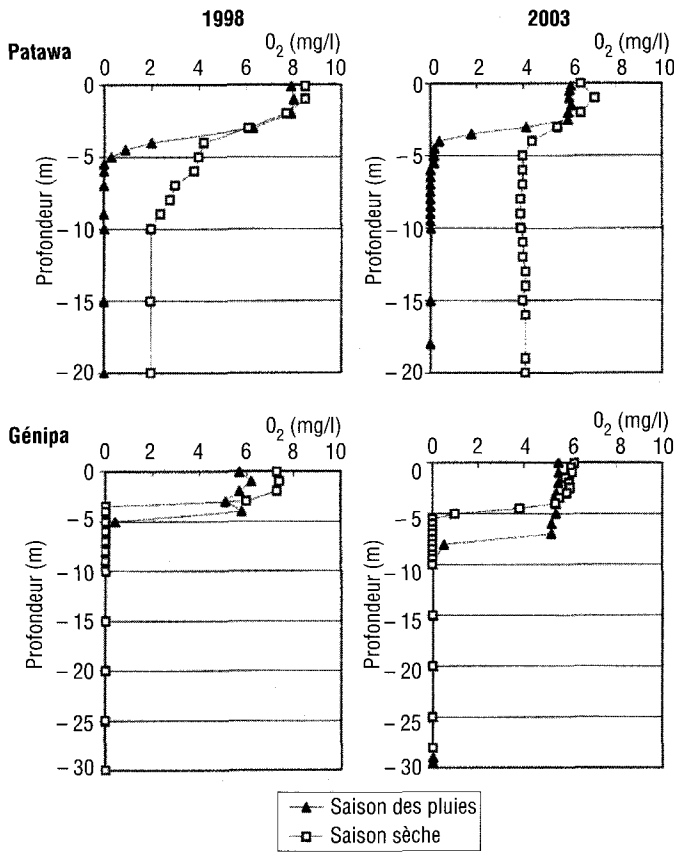 1998
2003
Patawa
O₂ (mg/l)
0 2 4 6 8 10
O₂ (mg/l)
0 2 4 6 8 10
Profondeur (m)
0
– 5
– 10
– 15
– 20
Profondeur (m)
0
– 5
– 10
– 15
– 20
Génipa
O₂ (mg/l)
0 2 4 6 8 10
O₂ (mg/l)
0 2 4 6 8 10
Profondeur (m)
0
– 5
– 10
– 15
– 20
– 25
– 30
Profondeur (m)
0
– 5
– 10
– 15
– 20
– 25
– 30
Saison des pluies
Saison sèche